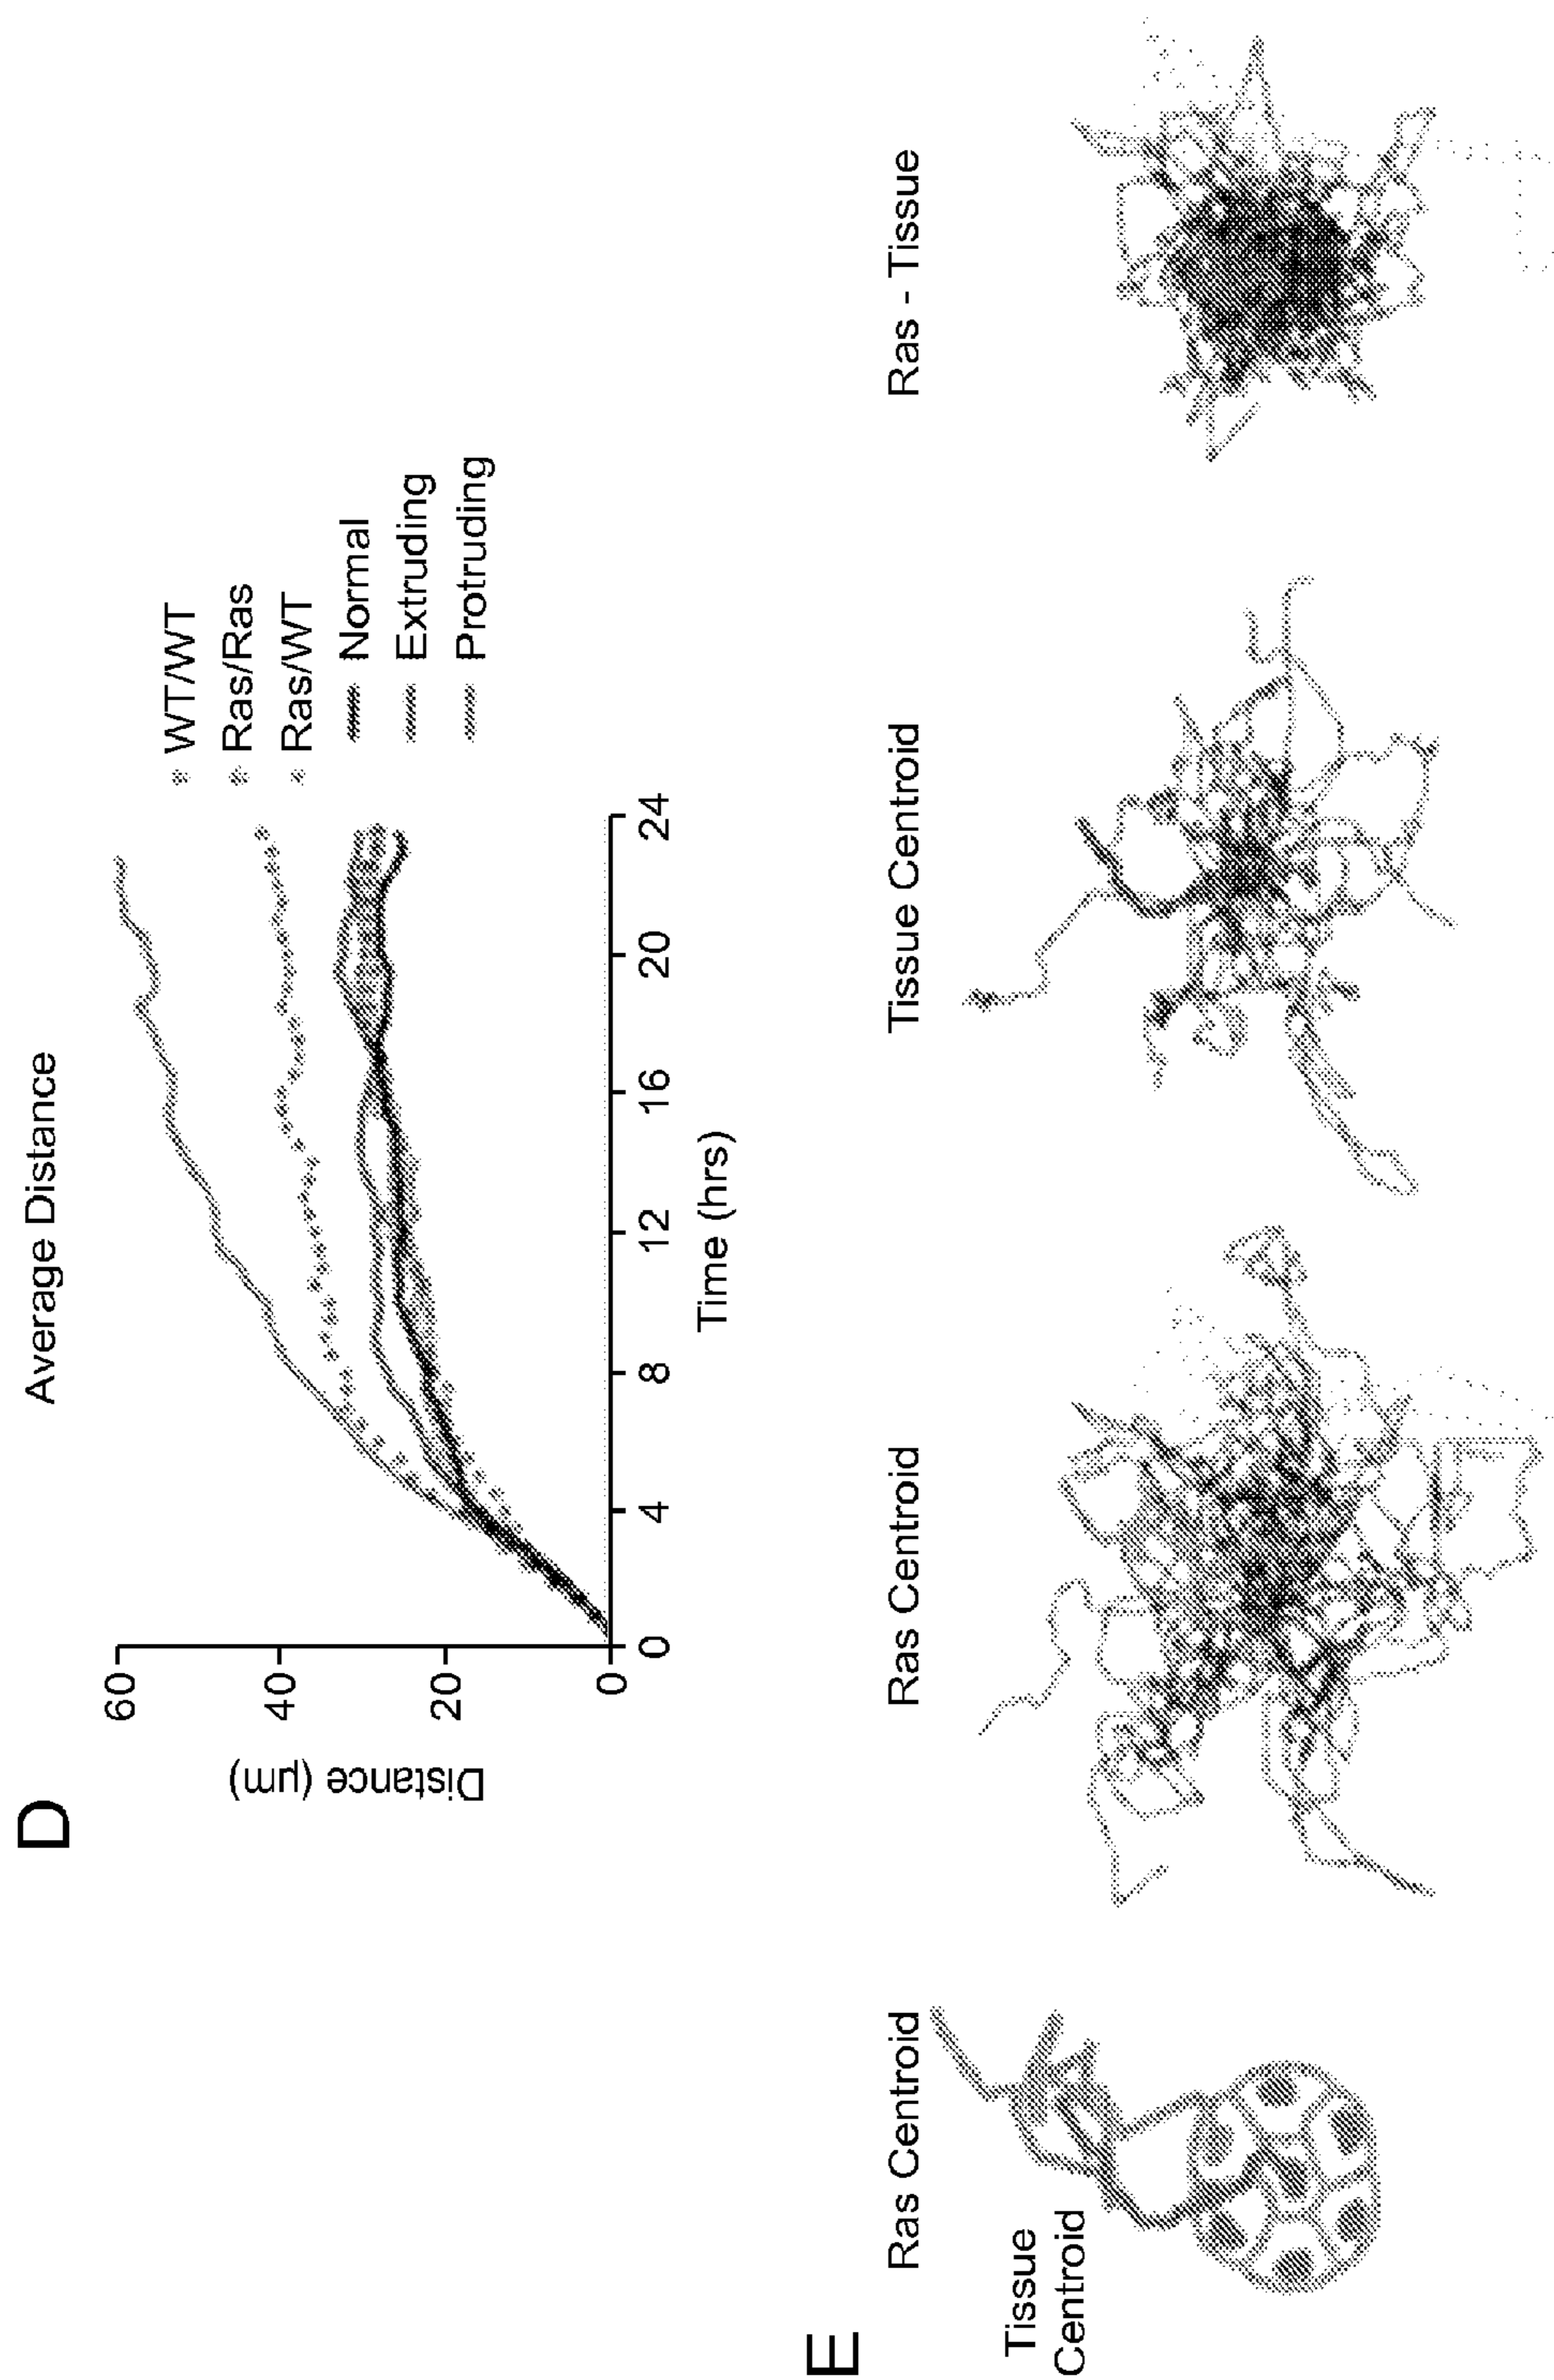 D
Average Distance
Distance (µm)
60
40
20
0
0
4
8
12
16
20
24
Time (hrs)
WT/WT
Ras/Ras
Ras/WT
Normal
Extruding
Protruding
E
Ras Centroid
Tissue
Centroid
Ras Centroid
Tissue Centroid
Ras - Tissue